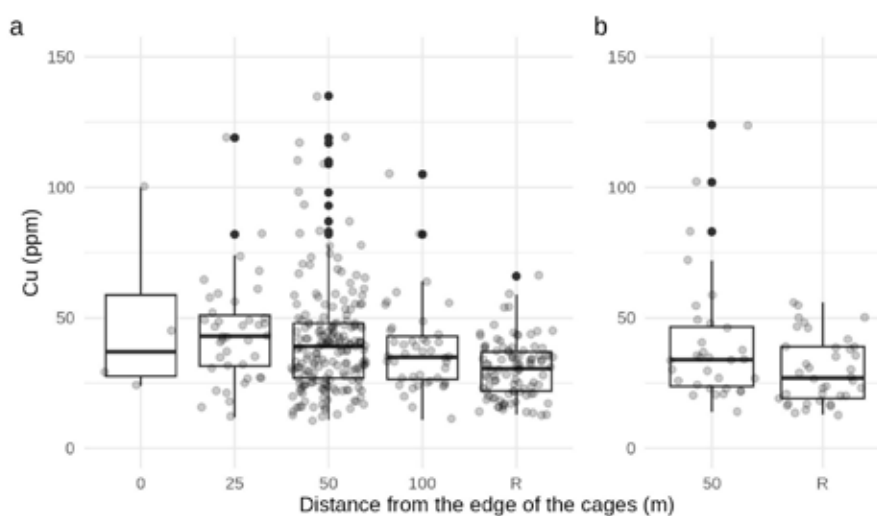 a
b
150
100
50
0
Cu (ppm)
0 25 50 100 R
150
100
50
0
50 R
Distance from the edge of the cages (m)